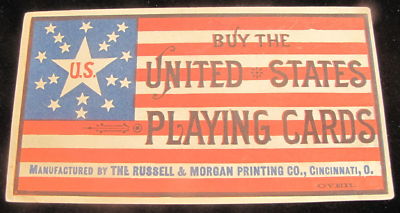 U.S.
BUY THE
UNITED STATES
PLAYING CARDS
MANUFACTURED BY THE RUSSELL & MORGAN PRINTING CO., CINCINNATI, O.
OVER.